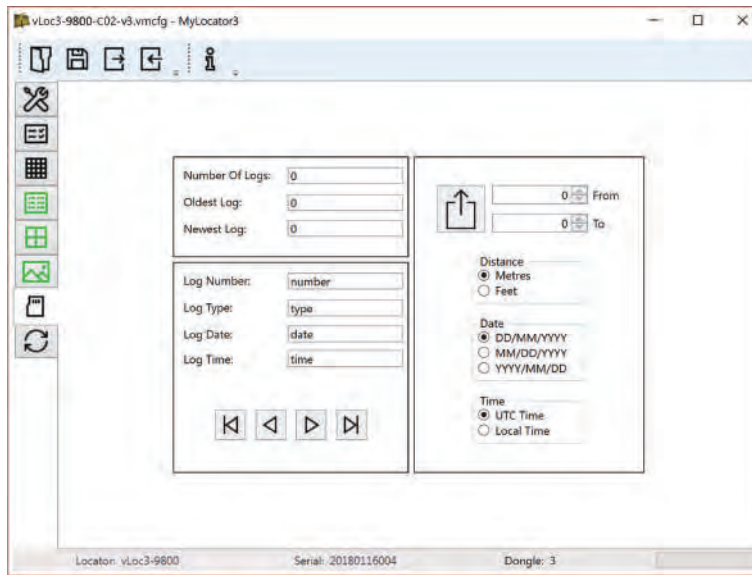 vLoc3-9800-C02-v3.vmcfg - MyLocator3
Number Of Logs: 0
Oldest Log: 0
Newest Log: 0
Log Number: number
Log Type: type
Log Date: date
Log Time: time
0 From
0 To
Distance
Metres
Feet
Date
DD/MM/YYYY
MM/DD/YYYY
YYYY/MM/DD
Time
UTC Time
Local Time
Locator: vLoc3-9800 Serial: 20180116004 Dongle: 3